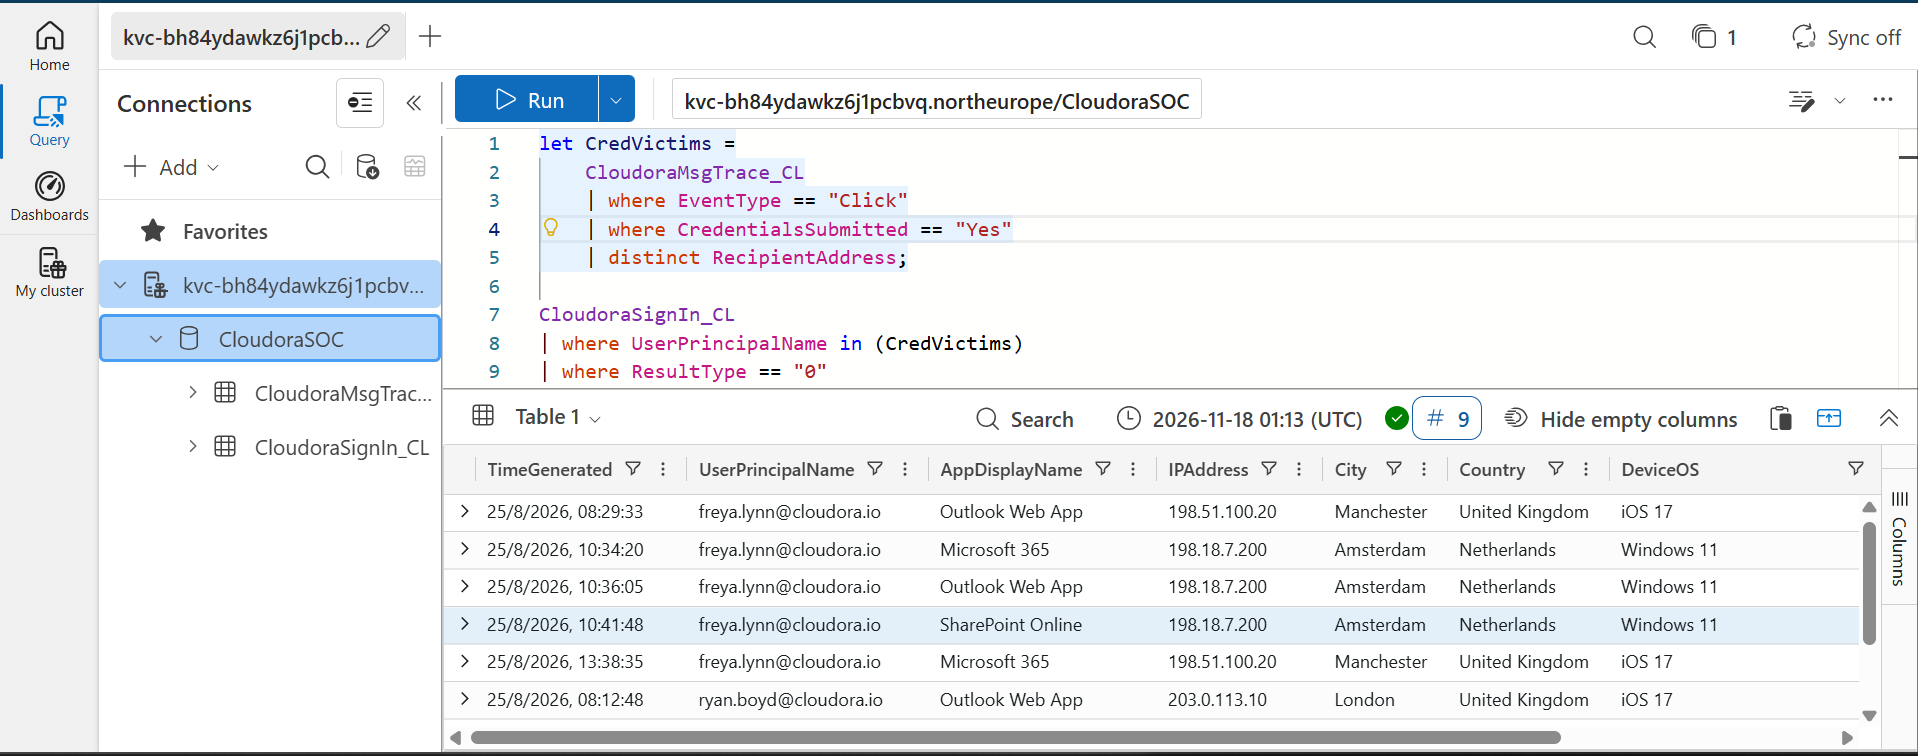 kvc-bh84ydawkz6j1pcb...
1
Sync off
Home
Query
Dashboards
My cluster
Connections
Add
Favorites
kvc-bh84ydawkz6j1pcbv...
CloudoraSOC
CloudoraMsgTrac...
CloudoraSignIn_CL
Run
kvc-bh84ydawkz6j1pcbvq.northeurope/CloudoraSOC
1 let CredVictims =
2 CloudoraMsgTrace_CL
3 | where EventType == "Click"
4 | where CredentialsSubmitted == "Yes"
5 | distinct RecipientAddress;
6
7 CloudoraSignIn_CL
8 | where UserPrincipalName in (CredVictims)
9 | where ResultType == "0"
Table 1 Search 2026-11-18 01:13 (UTC) # 9 Hide empty columns
TimeGenerated UserPrincipalName AppDisplayName IPAddress City Country DeviceOS
25/8/2026, 08:29:33 freya.lynn@cloudora.io Outlook Web App 198.51.100.20 Manchester United Kingdom iOS 17
25/8/2026, 10:34:20 freya.lynn@cloudora.io Microsoft 365 198.18.7.200 Amsterdam Netherlands Windows 11
25/8/2026, 10:36:05 freya.lynn@cloudora.io Outlook Web App 198.18.7.200 Amsterdam Netherlands Windows 11
25/8/2026, 10:41:48 freya.lynn@cloudora.io SharePoint Online 198.18.7.200 Amsterdam Netherlands Windows 11
25/8/2026, 13:38:35 freya.lynn@cloudora.io Microsoft 365 198.51.100.20 Manchester United Kingdom iOS 17
25/8/2026, 08:12:48 ryan.boyd@cloudora.io Outlook Web App 203.0.113.10 London United Kingdom iOS 17
Columns